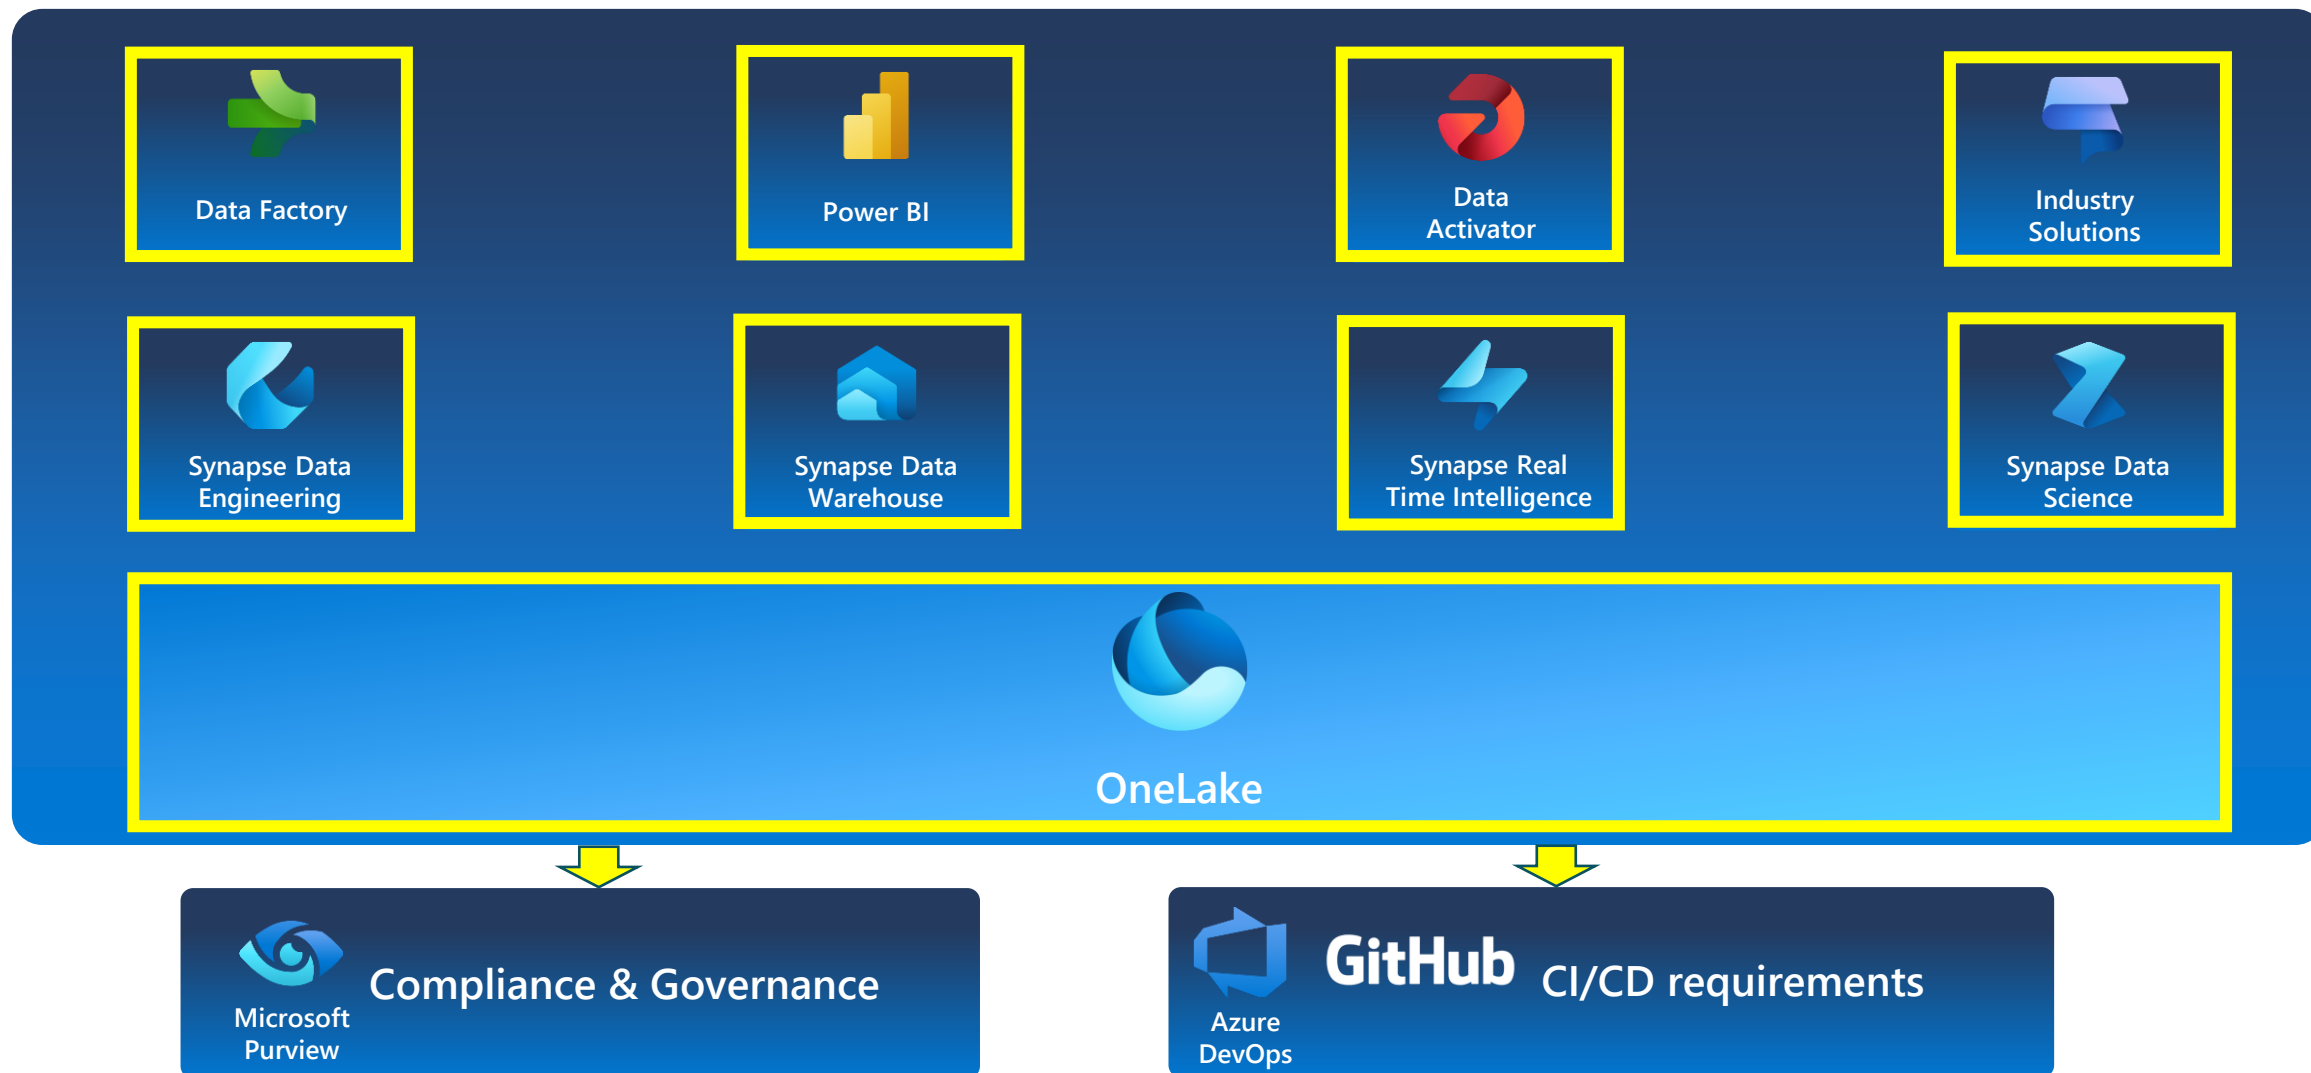 Data Factory
Power BI
Data
Activator
Industry
Solutions
Synapse Data
Engineering
Synapse Data
Warehouse
Synapse Real
Time Intelligence
Synapse Data
Science
OneLake
Microsoft
Purview
Compliance & Governance
Azure
DevOps
GitHub
CI/CD requirements